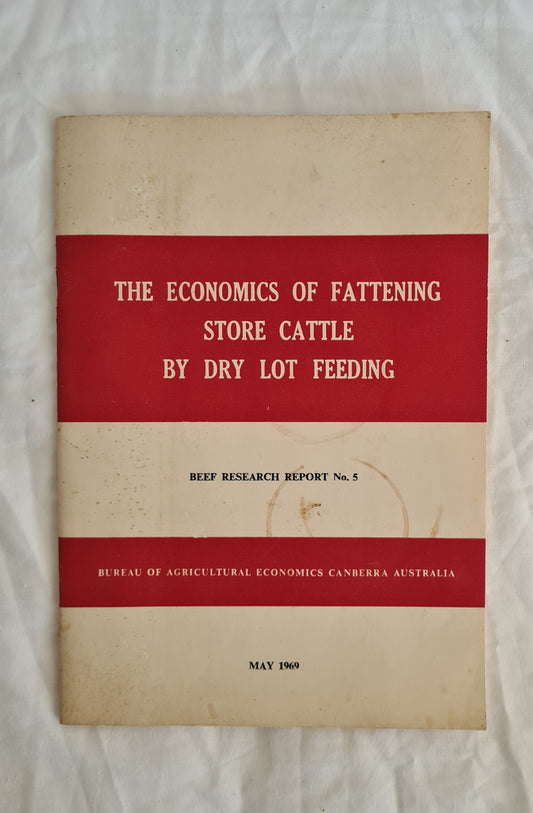 THE ECONOMICS OF FATTENING
STORE CATTLE
BY DRY LOT FEEDING
BEEF RESEARCH REPORT No. 5
BUREAU OF AGRICULTURAL ECONOMICS CANBERRA AUSTRALIA
MAY 1969